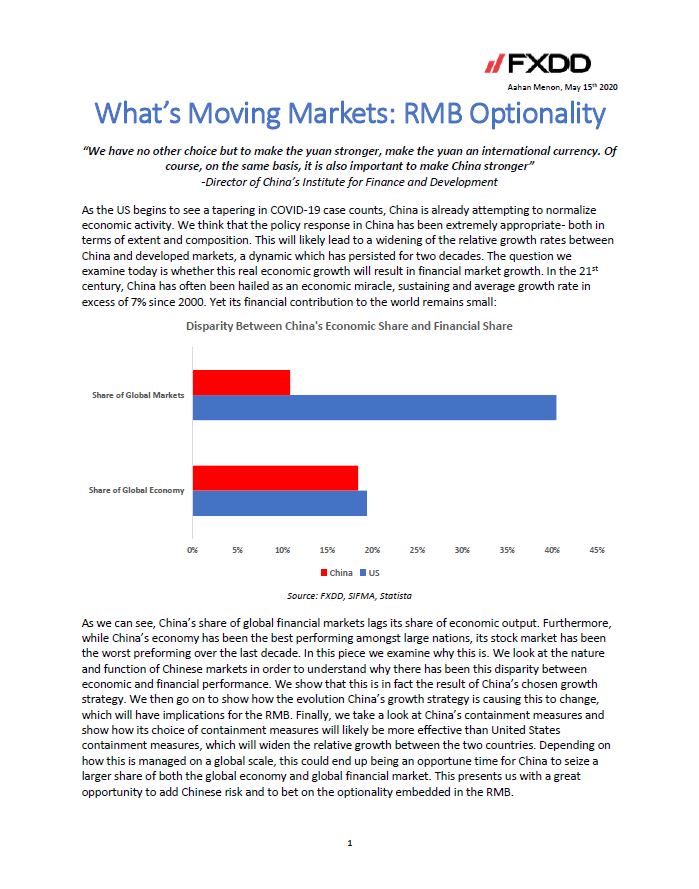 FXDD
Aahan Menon, May 15th 2020
What's Moving Markets: RMB Optionality
"We have no other choice but to make the yuan stronger, make the yuan an international currency. Of
course, on the same basis, it is also important to make China stronger"
-Director of China's Institute for Finance and Development
As the US begins to see a tapering in COVID-19 case counts, China is already attempting to normalize
economic activity. We think that the policy response in China has been extremely appropriate- both in
terms of extent and composition. This will likely lead to a widening of the relative growth rates between
China and developed markets, a dynamic which has persisted for two decades. The question we
examine today is whether this real economic growth will result in financial market growth. In the 21st
century, China has often been hailed as an economic miracle, sustaining and average growth rate in
excess of 7% since 2000. Yet its financial contribution to the world remains small:
Disparity Between China's Economic Share and Financial Share
Share of Global Markets
Share of Global Economy
0% 5% 10% 15% 20% 25% 30% 35% 40% 45%
China US
Source: FXDD, SIFMA, Statista
As we can see, China's share of global financial markets lags its share of economic output. Furthermore,
while China's economy has been the best performing amongst large nations, its stock market has been
the worst preforming over the last decade. In this piece we examine why this is. We look at the nature
and function of Chinese markets in order to understand why there has been this disparity between
economic and financial performance. We show that this is in fact the result of China's chosen growth
strategy. We then go on to show how the evolution China's growth strategy is causing this to change,
which will have implications for the RMB. Finally, we take a look at China's containment measures and
show how its choice of containment measures will likely be more effective than United States
containment measures, which will widen the relative growth between the two countries. Depending on
how this is managed on a global scale, this could end up being an opportune time for China to seize a
larger share of both the global economy and global financial market. This presents us with a great
opportunity to add Chinese risk and to bet on the optionality embedded in the RMB.
1